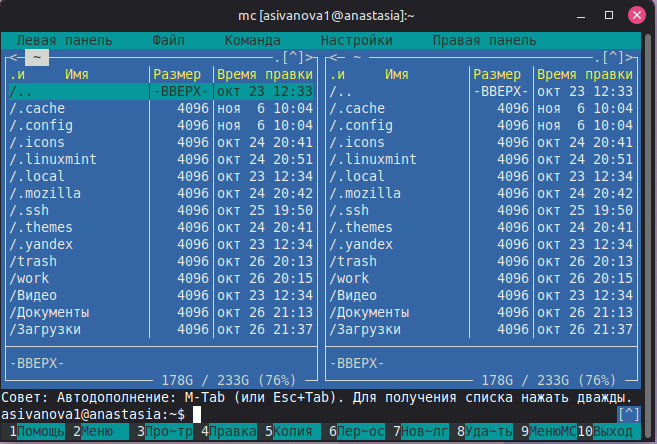 mc [asivanova1@anastasia]:~
Левая панель Файл Команда Настройки Правая панель
<─ ~ .[^]> <─ ~ .[^]>
.и Имя Размер Время правки .и Имя Размер Время правки
/.. -ВВЕРХ- окт 23 12:33 /.. -ВВЕРХ- окт 23 12:33
/.cache 4096 ноя 6 10:04 /.cache 4096 ноя 6 10:04
/.config 4096 ноя 6 10:04 /.config 4096 ноя 6 10:04
/.icons 4096 окт 24 20:41 /.icons 4096 окт 24 20:41
/.linuxmint 4096 окт 24 20:51 /.linuxmint 4096 окт 24 20:51
/.local 4096 окт 23 12:34 /.local 4096 окт 23 12:34
/.mozilla 4096 окт 24 20:42 /.mozilla 4096 окт 24 20:42
/.ssh 4096 окт 25 19:50 /.ssh 4096 окт 25 19:50
/.themes 4096 окт 24 20:41 /.themes 4096 окт 24 20:41
/.yandex 4096 окт 23 12:34 /.yandex 4096 окт 23 12:34
/trash 4096 окт 26 20:13 /trash 4096 окт 26 20:13
/work 4096 окт 26 20:15 /work 4096 окт 26 20:15
/Видео 4096 окт 23 12:34 /Видео 4096 окт 23 12:34
/Документы 4096 окт 26 21:13 /Документы 4096 окт 26 21:13
/Загрузки 4096 окт 26 21:37 /Загрузки 4096 окт 26 21:37
-ВВЕРХ- -ВВЕРХ-
178G / 233G (76%) 178G / 233G (76%)
Совет: Автодополнение: M-Tab (или Esc+Tab). Для получения списка нажать дважды.
asivanova1@anastasia:~$ [^]
1Помощь 2Меню 3Про~тр 4Правка 5Копия 6Пер~ос 7Нов~лг 8Уда~ть 9МенюМС 10Выход